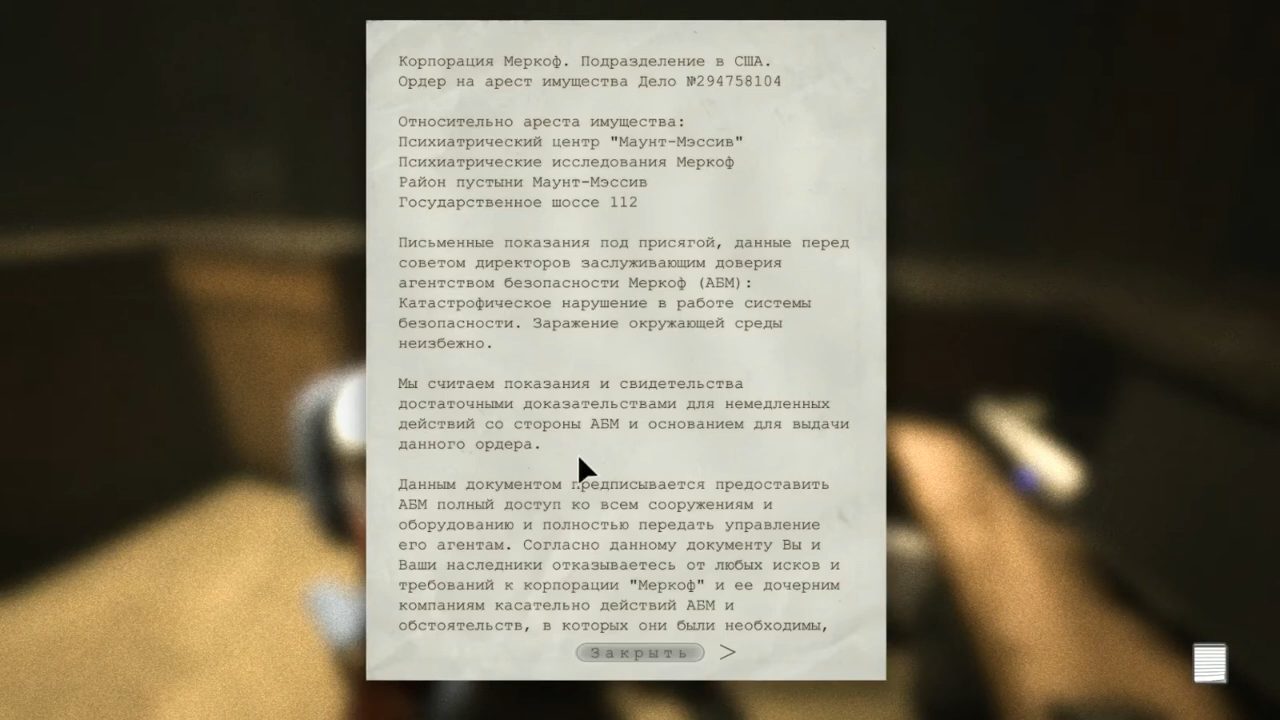 Корпорация Меркоф. Подразделение в США.
Ордер на арест имущества Дело №294758104
Относительно ареста имущества:
Психиатрический центр "Маунт-Мэссив"
Психиатрические исследования Меркоф
Район пустыни Маунт-Мэссив
Государственное шоссе 112
Письменные показания под присягой, данные перед
советом директоров заслуживающим доверия
агентством безопасности Меркоф (АБМ):
Катастрофическое нарушение в работе системы
безопасности. Заражение окружающей среды
неизбежно.
Мы считаем показания и свидетельства
достаточными доказательствами для немедленных
действий со стороны АБМ и основанием для выдачи
данного ордера.
Данным документом предписывается предоставить
АБМ полный доступ ко всем сооружениям и
оборудованию и полностью передать управление
его агентам. Согласно данному документу Вы и
Ваши наследники отказываетесь от любых исков и
требований к корпорации "Меркоф" и ее дочерним
компаниям касательно действий АБМ и
обстоятельств, в которых они были необходимы,
Закрыть >